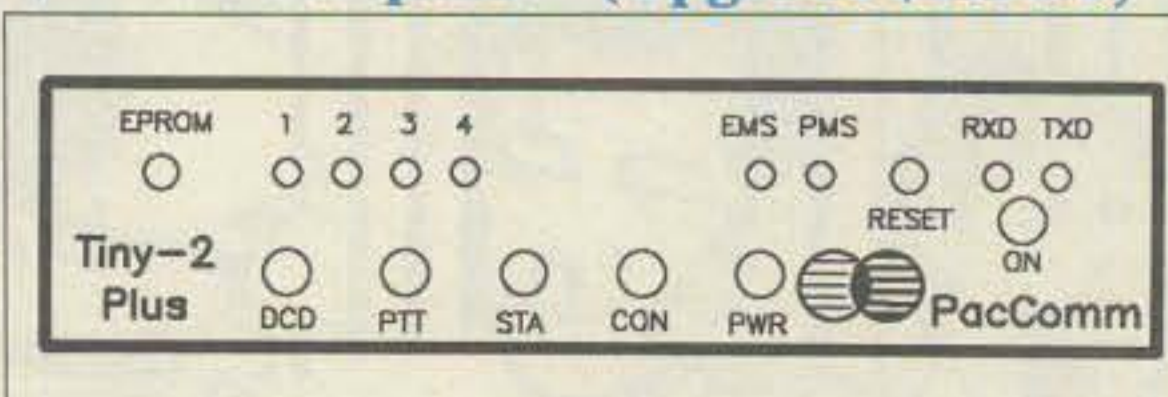 EPROM 1 2 3 4 EMS PMS RXD TXD
RESET
Tiny-2 Plus
ON
DCD PTT STA CON PWR
PacComm